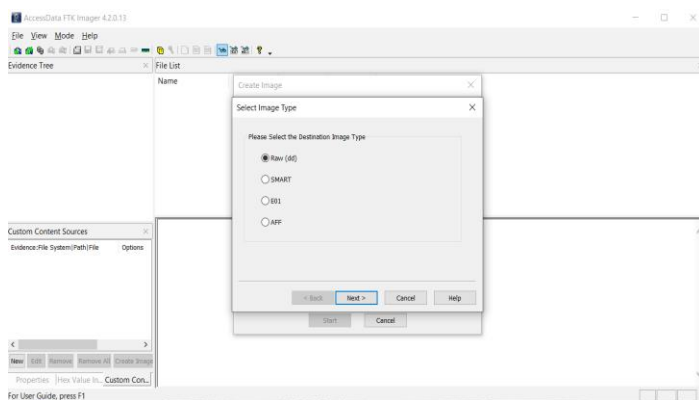 AccessData FTK Imager 4.2.0.13
File View Mode Help
Evidence Tree
File List
Name
Create Image
Select Image Type
Please Select the Destination Image Type
Raw (dd)
SMART
E01
AFF
< Back Next > Cancel Help
Start Cancel
Custom Content Sources
Evidence:File System|Path|File Options
New Edit Remove Remove All Create Image
Properties Hex Value In... Custom Con...
For User Guide, press F1